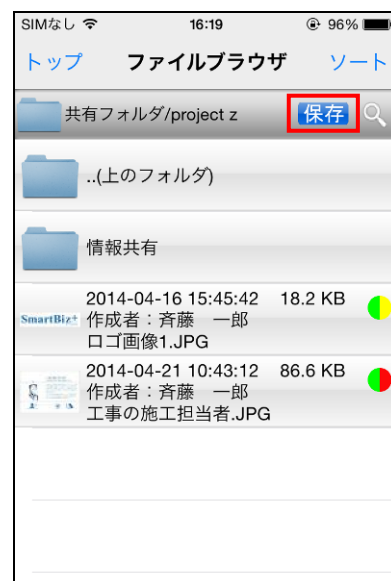 SIMなし 16:19 96%
トップ ファイルブラウザ ソート
共有フォルダ/project z 保存
..(上のフォルダ)
情報共有
2014-04-16 15:45:42 18.2 KB
SmartBiz+ 作成者：斉藤　一郎
ロゴ画像1.JPG
2014-04-21 10:43:12 86.6 KB
作成者：斉藤　一郎
工事の施工担当者.JPG